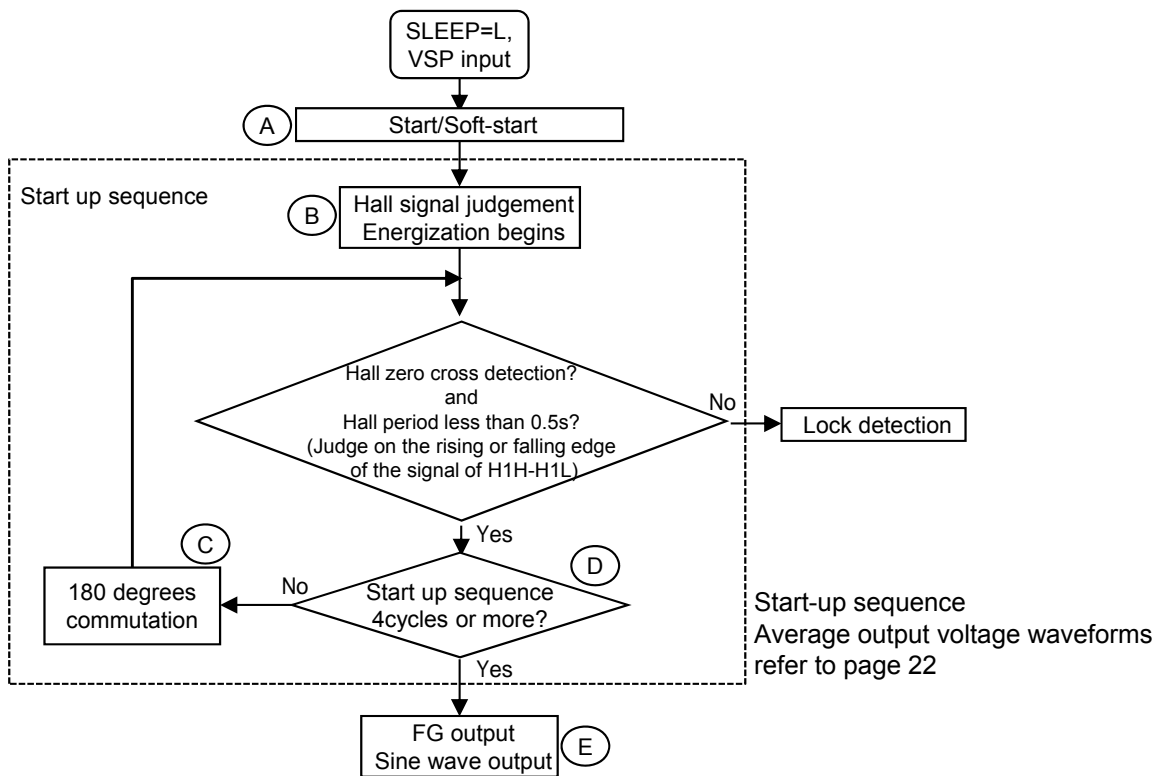 SLEEP=L,
VSP input
A
Start/Soft-start
Start up sequence
B
Hall signal judgement
Energization begins
Hall zero cross detection?
and
Hall period less than 0.5s?
(Judge on the rising or falling edge
of the signal of H1H-H1L)
No
Lock detection
Yes
C
180 degrees
commutation
No
D
Start up sequence
4cycles or more?
Yes
Start-up sequence
Average output voltage waveforms
refer to page 22
FG output
Sine wave output
E